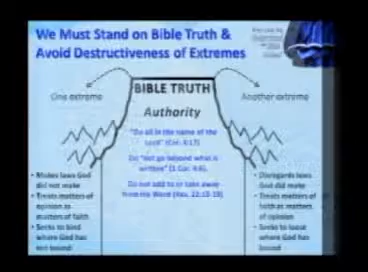 We Must Stand on Bible Truth &
Avoid Destructiveness of Extremes
One extreme
BIBLE TRUTH
Another extreme
Authority
"Do all in the name of the
Lord" (Col. 3:17)
Do "not go beyond what is
written" (1 Cor. 4:6).
Do not add to or take away
from the Word (Rev. 22:18-19)
• Makes laws God
did not make
• Treats matters of
opinion as
matters of faith
• Seeks to bind
where God has
not bound
• Disregards laws
God did make
• Treats matters of
faith as matters
of opinion
• Seeks to loose
where God has
bound